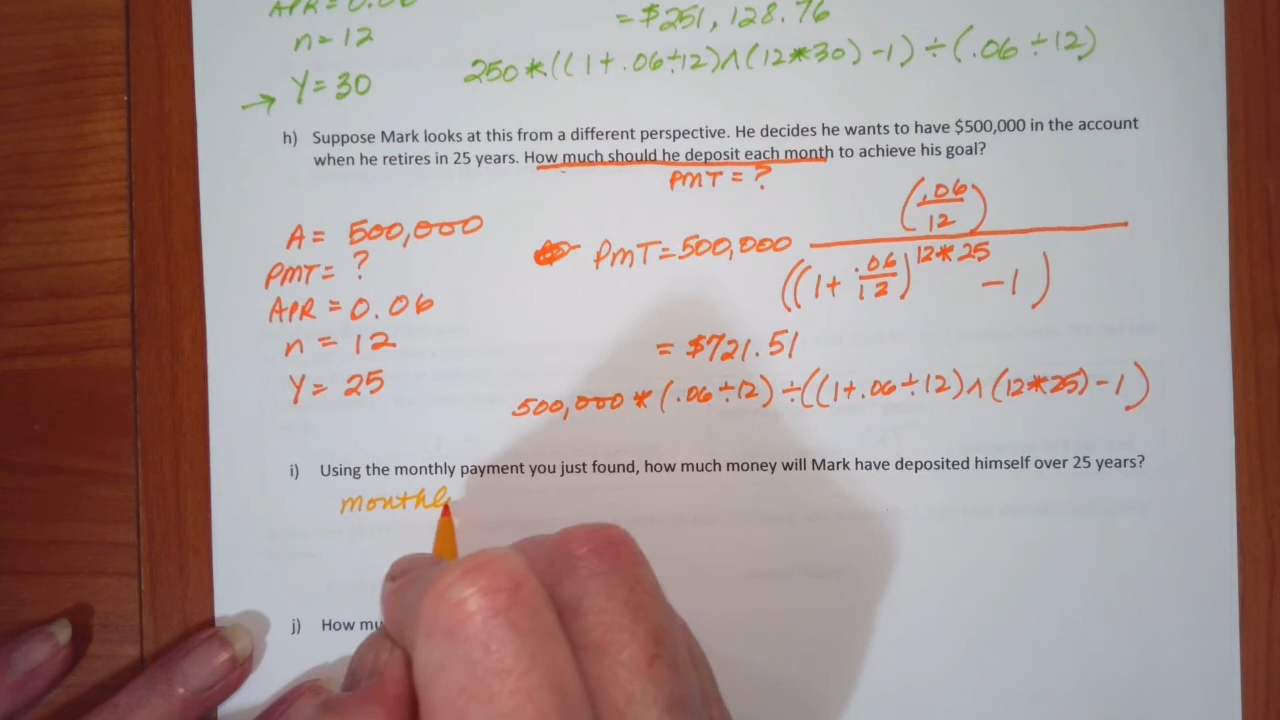 = $251,128.76
n=12
250*((1+.06÷12)^(12*30)-1)÷(.06÷12)
→ Y=30
h) Suppose Mark looks at this from a different perspective. He decides he wants to have $500,000 in the account
when he retires in 25 years. How much should he deposit each month to achieve his goal?
PMT = ?
A= 500,000
PMT=500,000 (.06/12) / ((1+.06/12)^12*25 -1)
PMT= ?
APR=0.06
n = 12
= $721.51
Y= 25
500,000*(.06÷12)÷((1+.06÷12)^(12*25)-1)
i) Using the monthly payment you just found, how much money will Mark have deposited himself over 25 years?
monthl
j) How mu